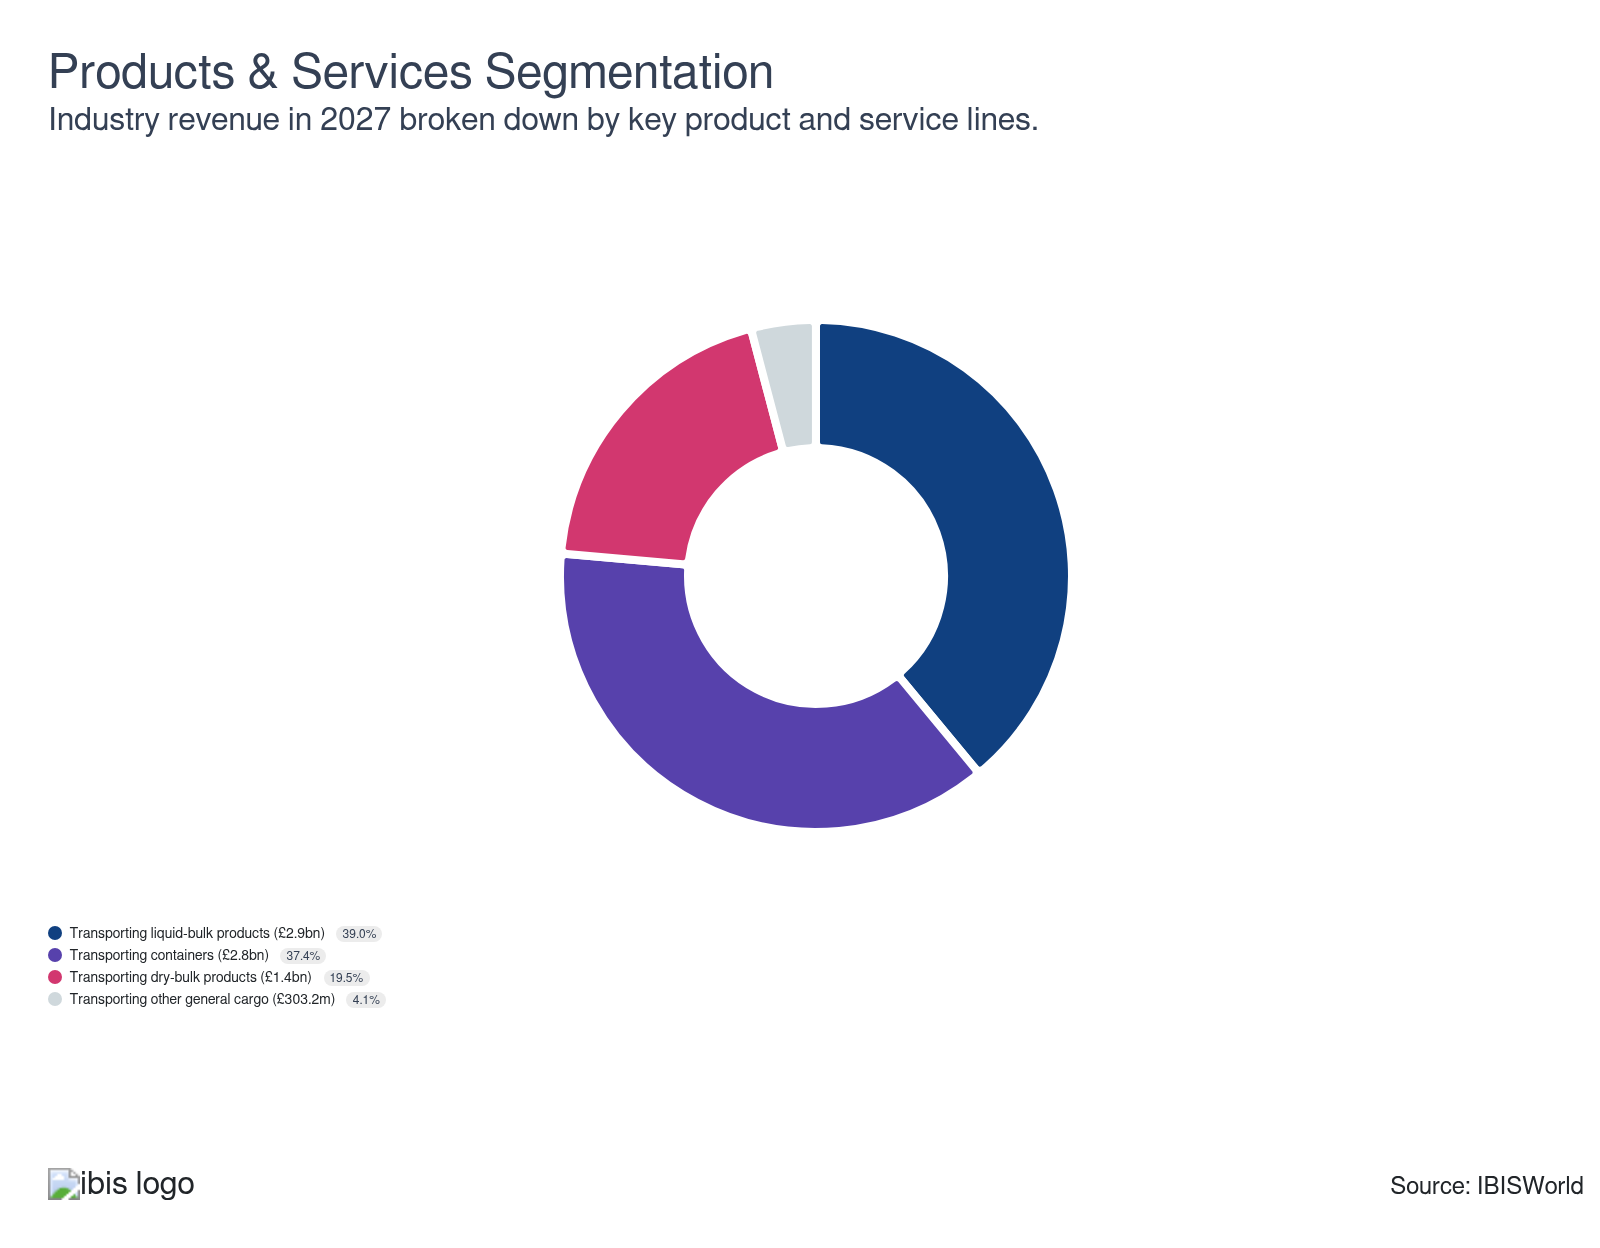 Products & Services Segmentation
Industry revenue in 2027 broken down by key product and service lines.
Transporting liquid-bulk products (£2.9bn) 39.0%
Transporting containers (£2.8bn) 37.4%
Transporting dry-bulk products (£1.4bn) 19.5%
Transporting other general cargo (£303.2m) 4.1%
ibis logo
Source: IBISWorld